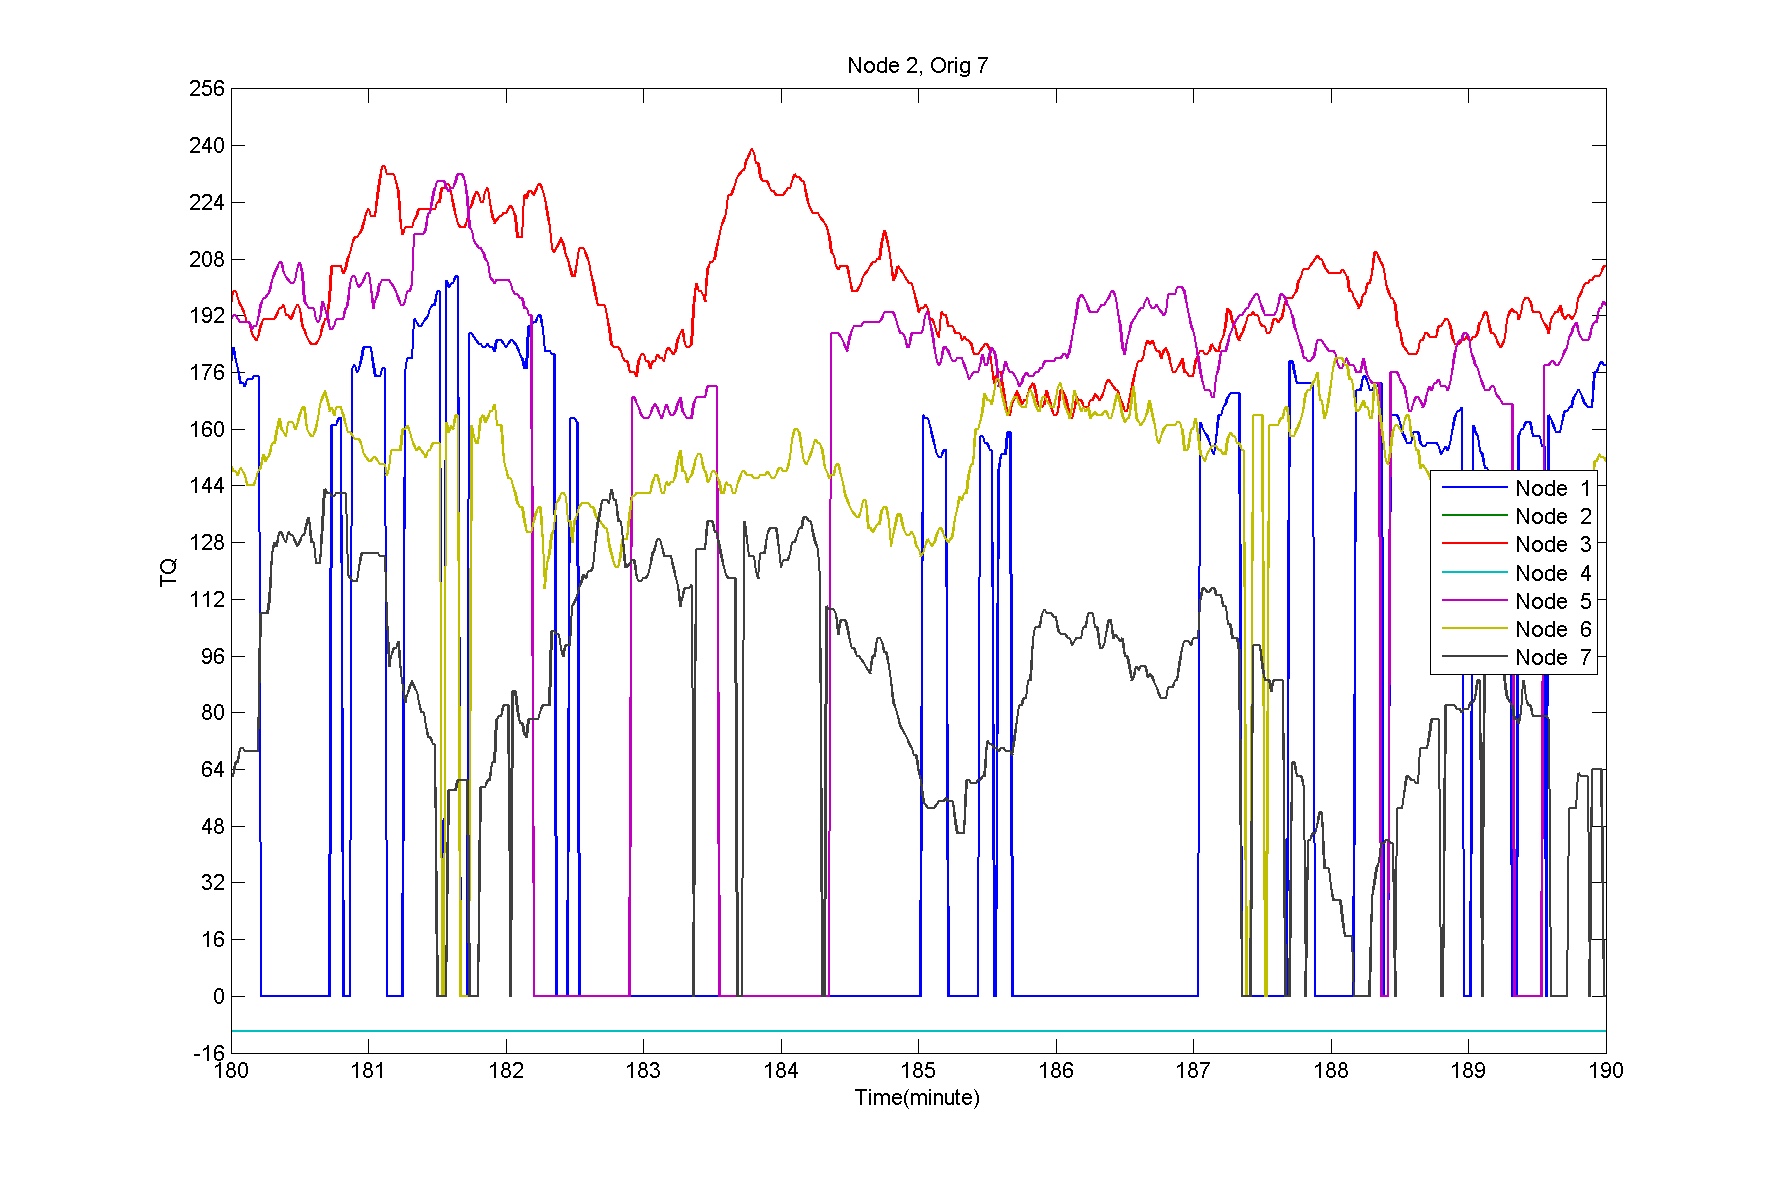 Node 2, Orig 7
256
240
224
208
192
176
160
144
128
112
96
80
64
48
32
16
0
-16
TQ
180 181 182 183 184 185 186 187 188 189 190
Time(minute)
Node 1
Node 2
Node 3
Node 4
Node 5
Node 6
Node 7